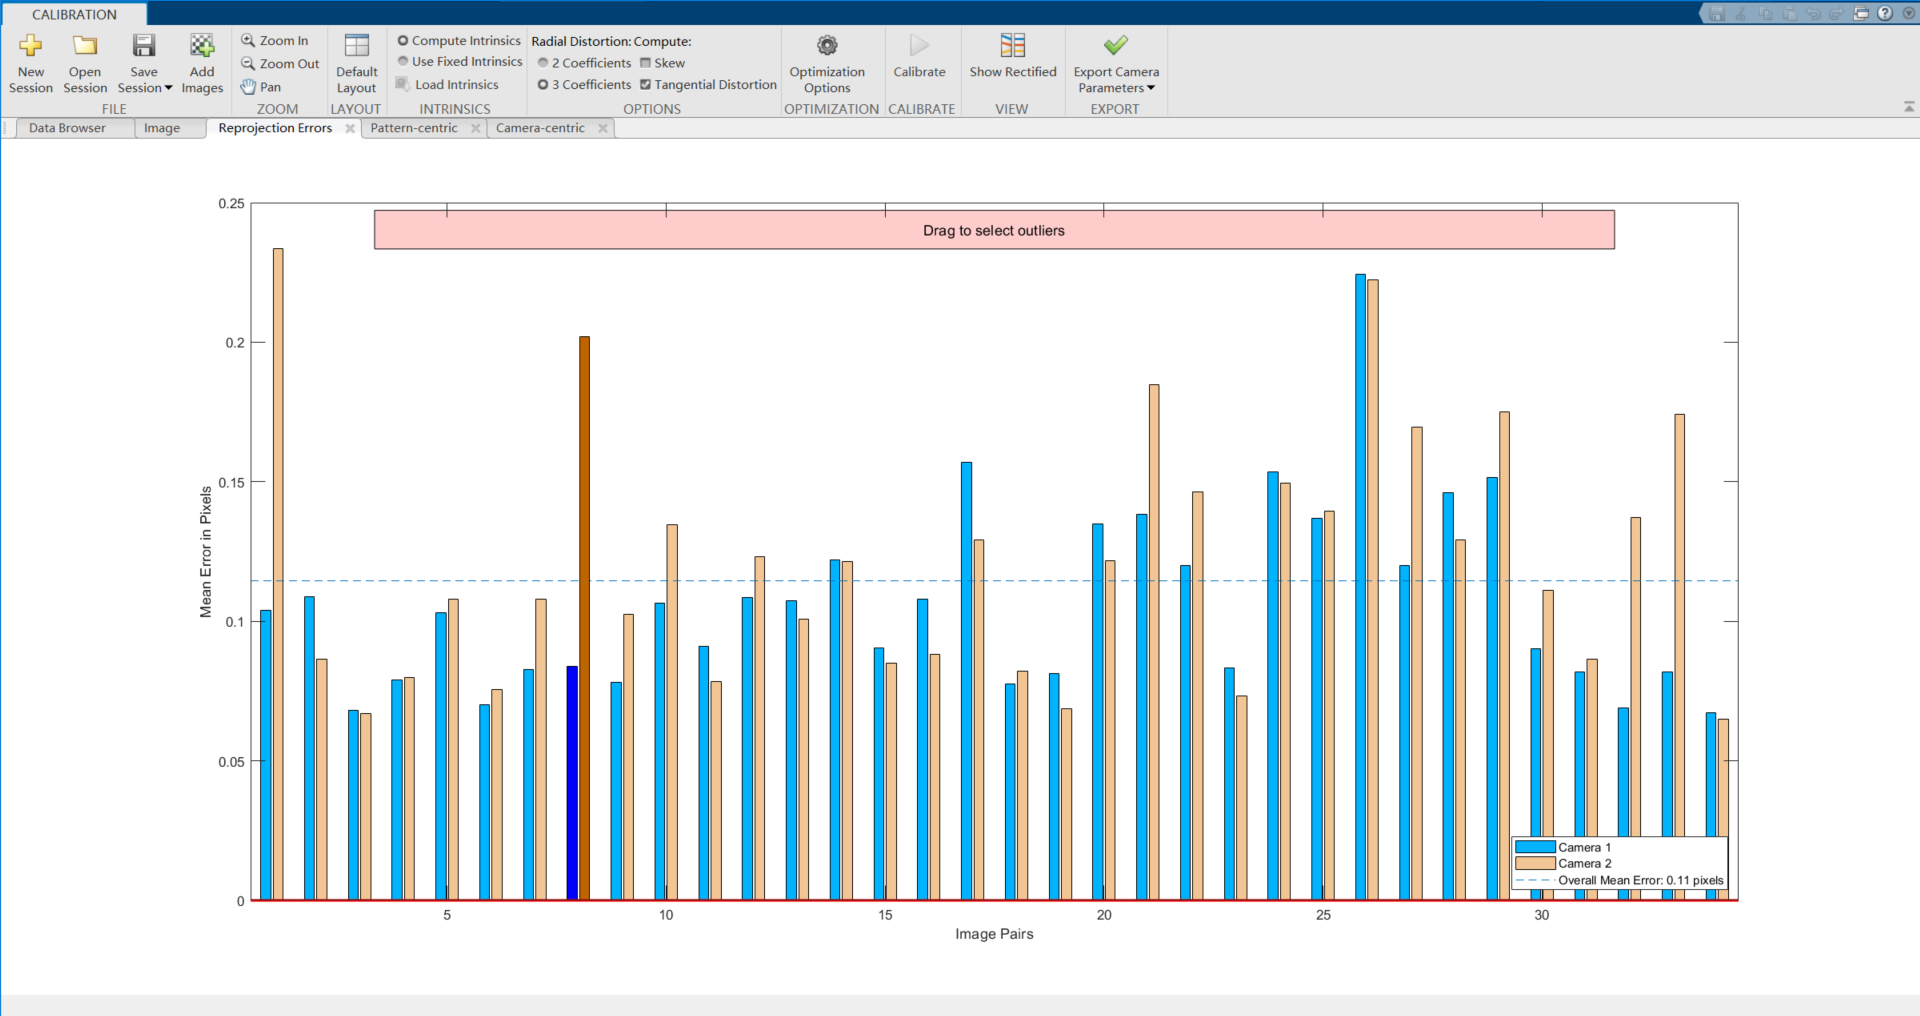 CALIBRATION
New Session
Open Session
Save Session
Add Images
FILE
Zoom In
Zoom Out
Pan
ZOOM
Default Layout
LAYOUT
Compute Intrinsics
Use Fixed Intrinsics
Load Intrinsics
INTRINSICS
Radial Distortion: Compute:
2 Coefficients Skew
3 Coefficients Tangential Distortion
OPTIONS
Optimization Options
OPTIMIZATION
Calibrate
CALIBRATE
Show Rectified
VIEW
Export Camera Parameters
EXPORT
Data Browser Image Reprojection Errors Pattern-centric Camera-centric
Drag to select outliers
0.25
0.2
0.15
0.1
0.05
0
Mean Error in Pixels
5 10 15 20 25 30
Image Pairs
Camera 1
Camera 2
Overall Mean Error: 0.11 pixels